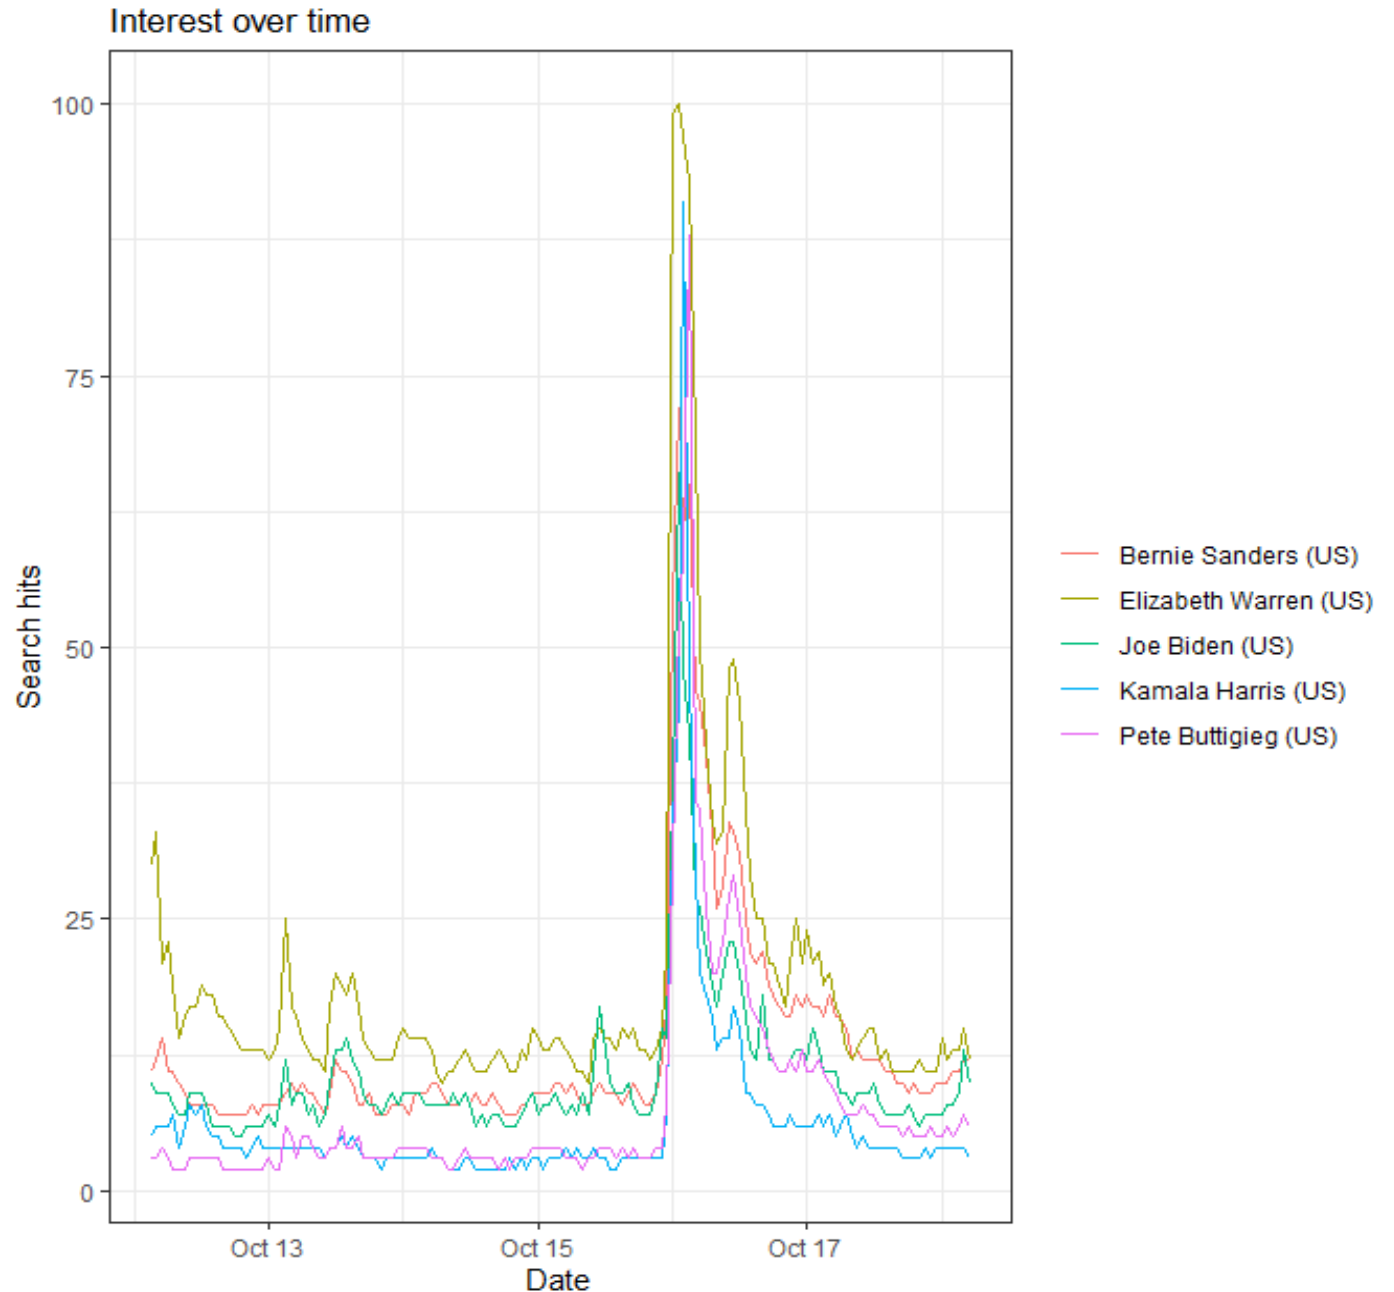 Interest over time
100
75
50
25
0
Search hits
Oct 13
Oct 15
Oct 17
Date
Bernie Sanders (US)
Elizabeth Warren (US)
Joe Biden (US)
Kamala Harris (US)
Pete Buttigieg (US)